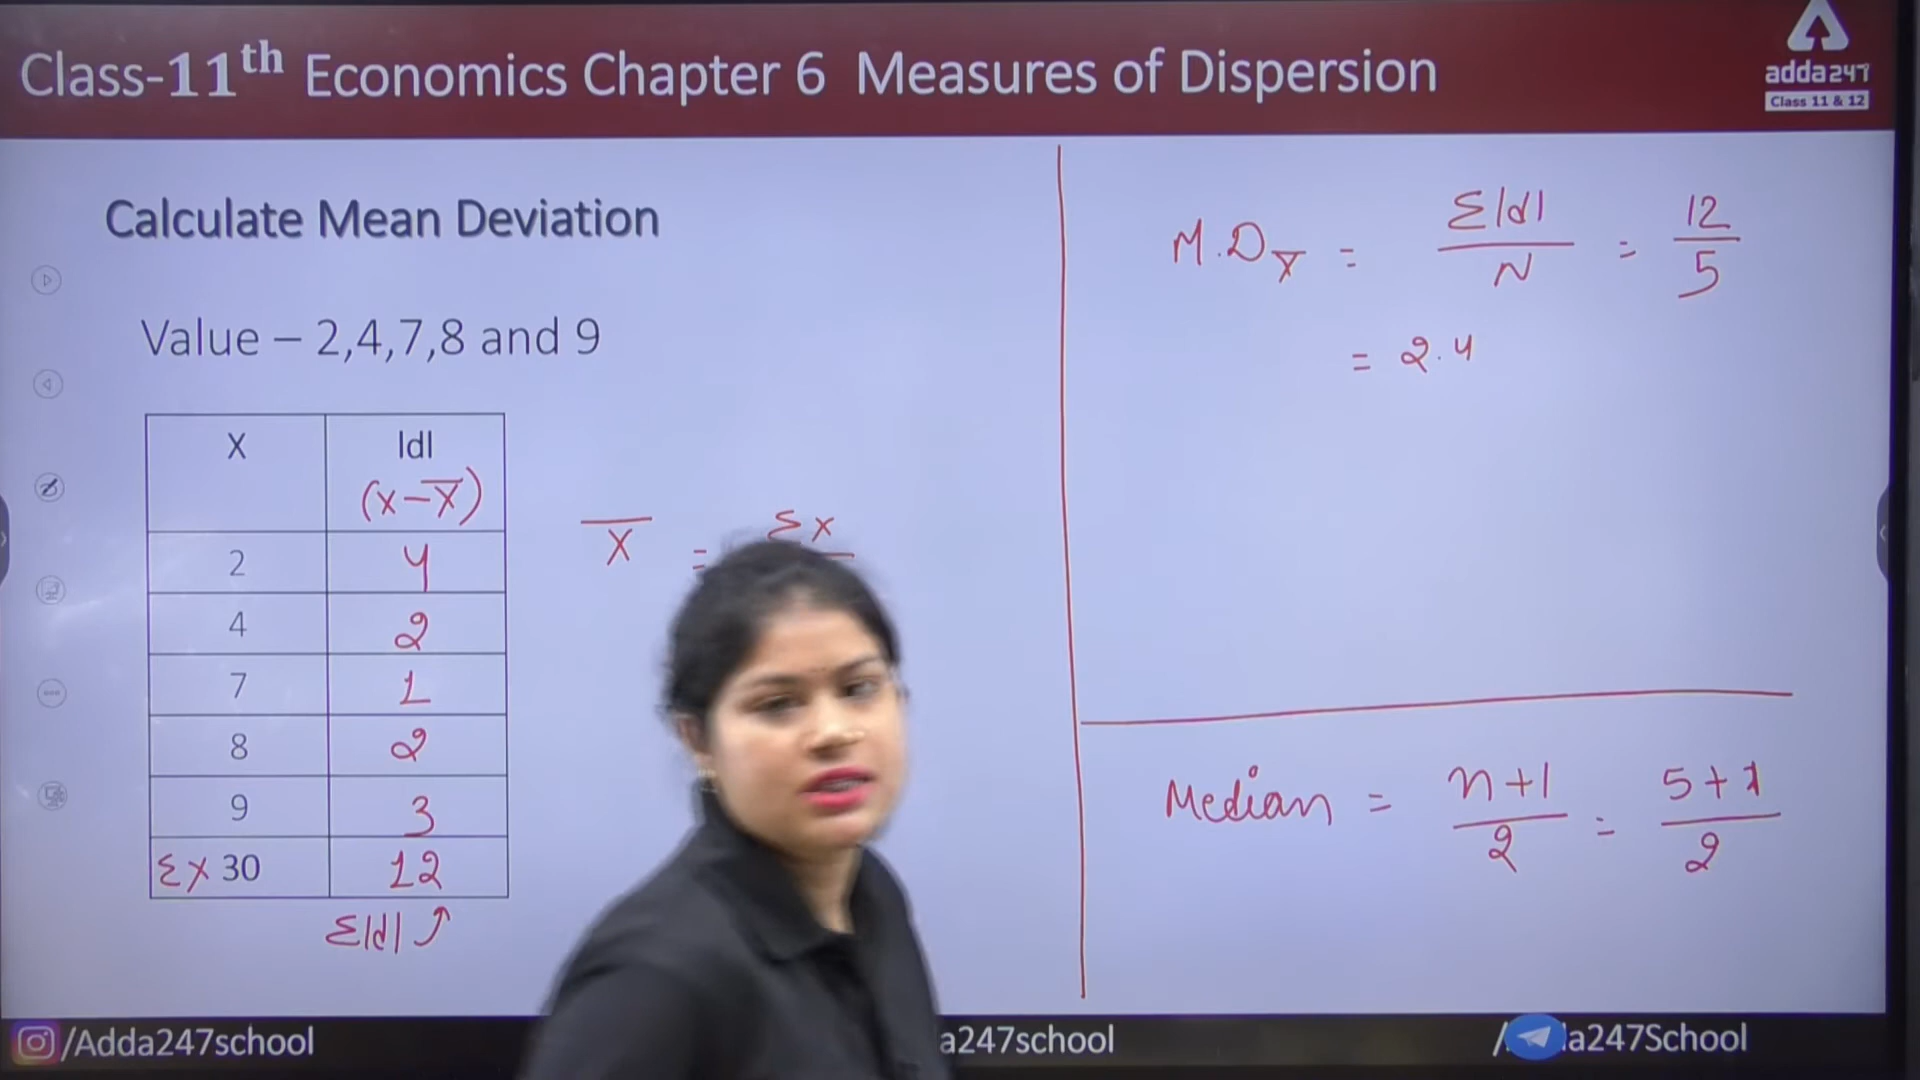 Class-11th Economics Chapter 6 Measures of Dispersion
adda247
Class 11 & 12
Calculate Mean Deviation
Value – 2,4,7,8 and 9
X |d|
(x-X̅)
2 4
4 2
7 1
8 2
9 3
Σx 30 12
Σ|d|
X̅ = Σx
M.D X̅ = Σ|d| / N = 12 / 5
= 2.4
Median = n+1 / 2 = 5+1 / 2
/Adda247school
a247school
/ a247School